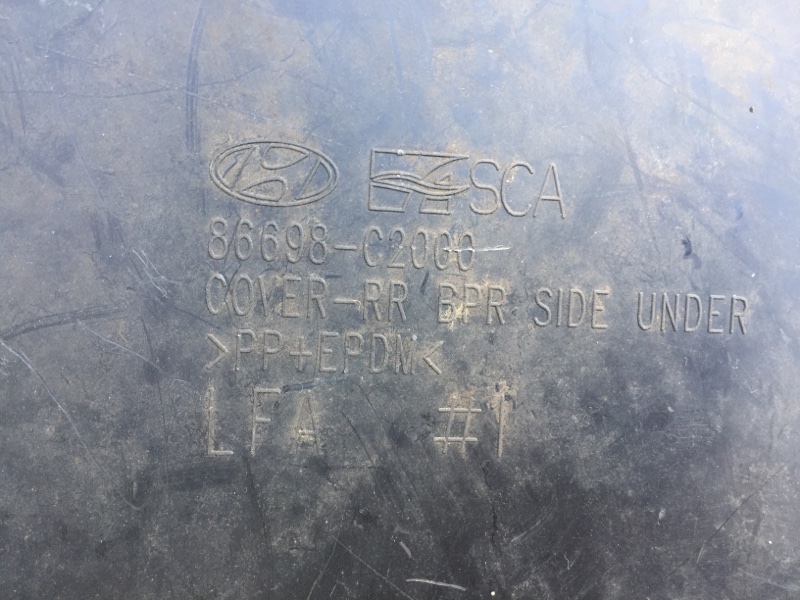 SCA
86698-C2000
COVER-RR BPR SIDE UNDER
>PP+EPDM<
LFA #1